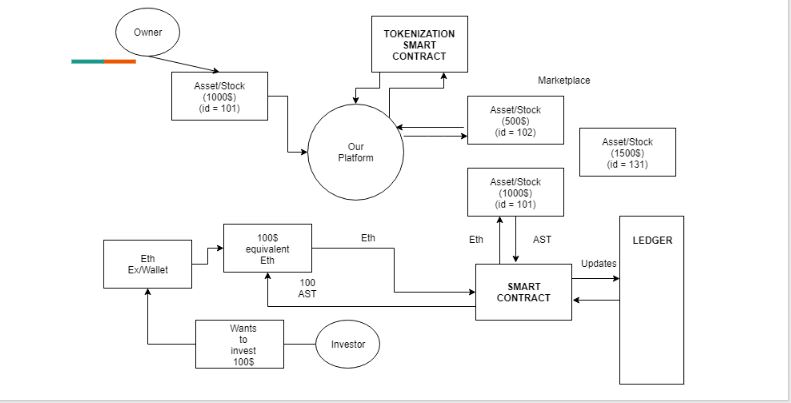 Owner
TOKENIZATION
SMART
CONTRACT
Asset/Stock
(1000$)
(id = 101)
Marketplace
Asset/Stock
(500$)
(id = 102)
Asset/Stock
(1500$)
(id = 131)
Our
Platform
Asset/Stock
(1000$)
(id = 101)
100$
equivalent
Eth
Eth
Eth
AST
LEDGER
Eth
Ex/Wallet
Updates
100
AST
SMART
CONTRACT
Wants
to
invest
100$
Investor